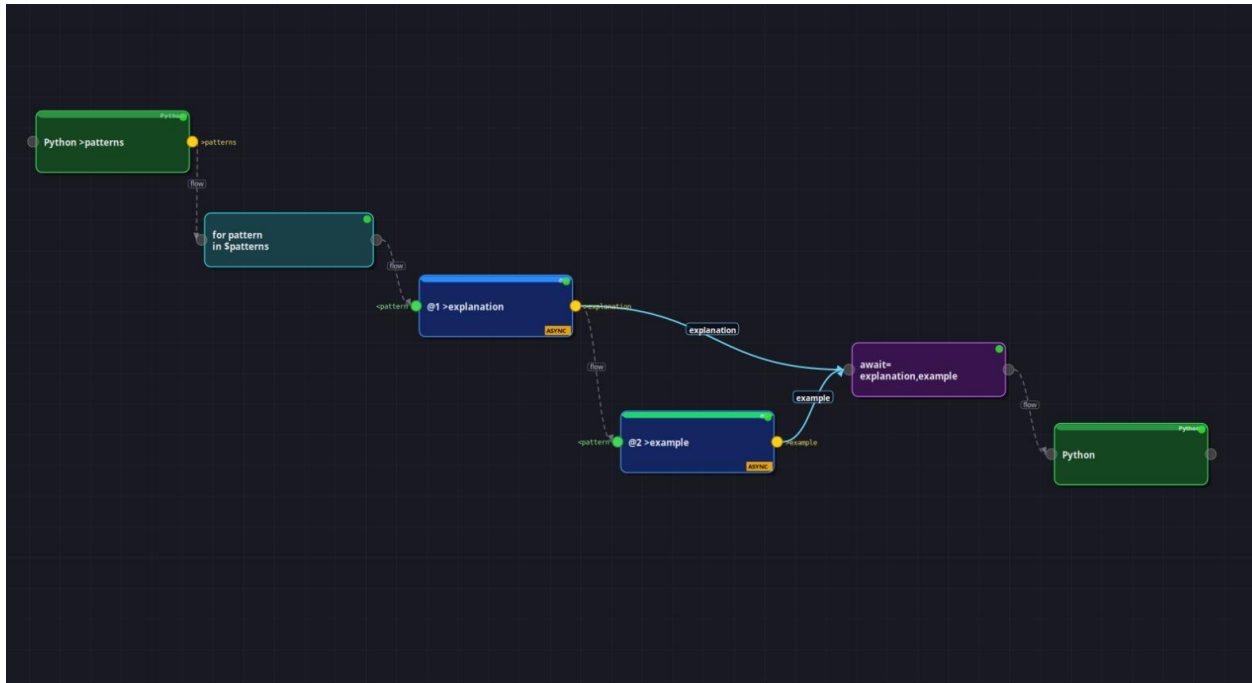 Python
Python >patterns
>patterns
flow
for pattern
in $patterns
flow
<pattern
@1 >explanation
>explanation
ASYNC
explanation
flow
await=
explanation,example
example
flow
<pattern
@2 >example
>example
ASYNC
Python
Python